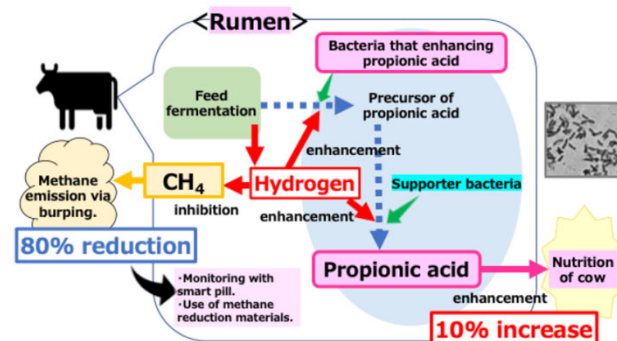 <Rumen>
Bacteria that enhancing
propionic acid
Feed
fermentation
Precursor of
propionic acid
enhancement
Methane
emission via
burping.
CH₄
Hydrogen
Supporter bacteria
inhibition
enhancement
80% reduction
・Monitoring with
smart pill.
・Use of methane
reduction materials.
Propionic acid
Nutrition
of cow
enhancement
10% increase